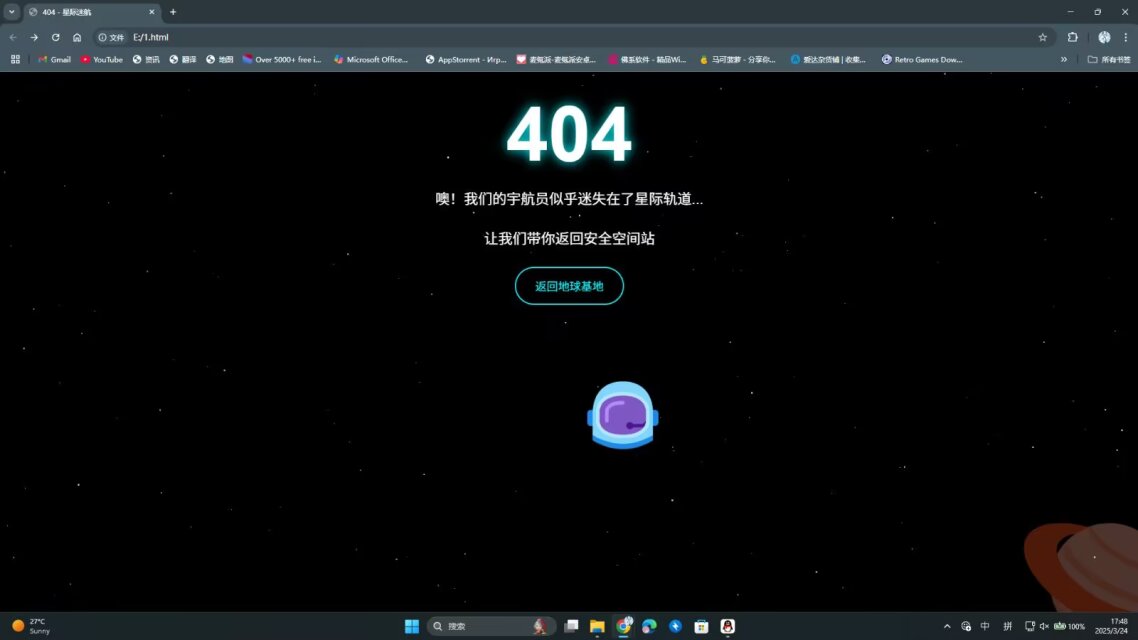 404 - 星际迷航
文件 E:/1.html
Gmail YouTube 资讯 翻译 地图 Over 5000+ free i... Microsoft Office... AppStorrent - Игр... 麦氪派-麦氪派安卓... 佛系软件 - 精品Wi... 马可菠萝 - 分享你... 爱达杂货铺 | 收集... Retro Games Dow... » 所有书签
404
噢！我们的宇航员似乎迷失在了星际轨道...
让我们带你返回安全空间站
返回地球基地
27°C
Sunny
搜索
中 拼 100%
17:48
2025/3/24